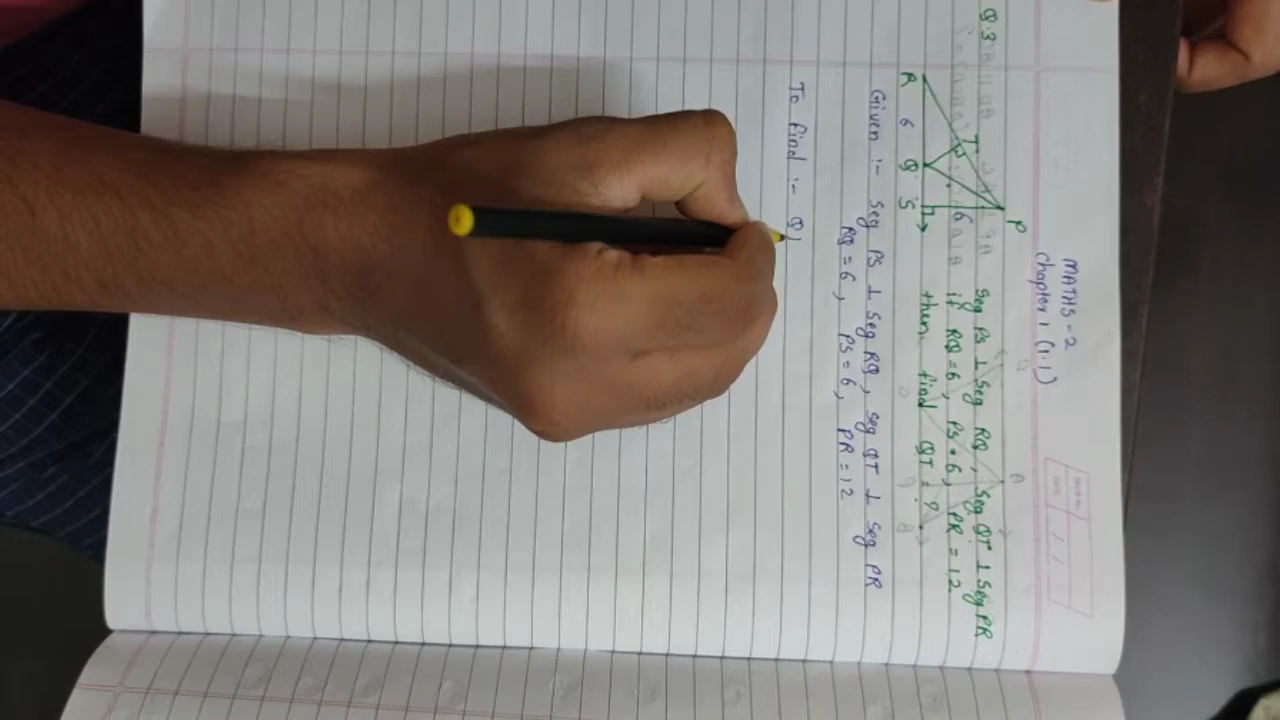 MATHS - 2
Chapter 1 (1.1)
Q.3
P
T
6
R 6 Q S
Seg PS ⊥ Seg RQ, Seg QT ⊥ Seg PR
if RQ = 6, PS = 6, PR = 12
then find QT = ?
Given :- Seg PS ⊥ Seg RQ, Seg QT ⊥ Seg PR
RQ = 6, PS = 6, PR = 12
To find :- Q